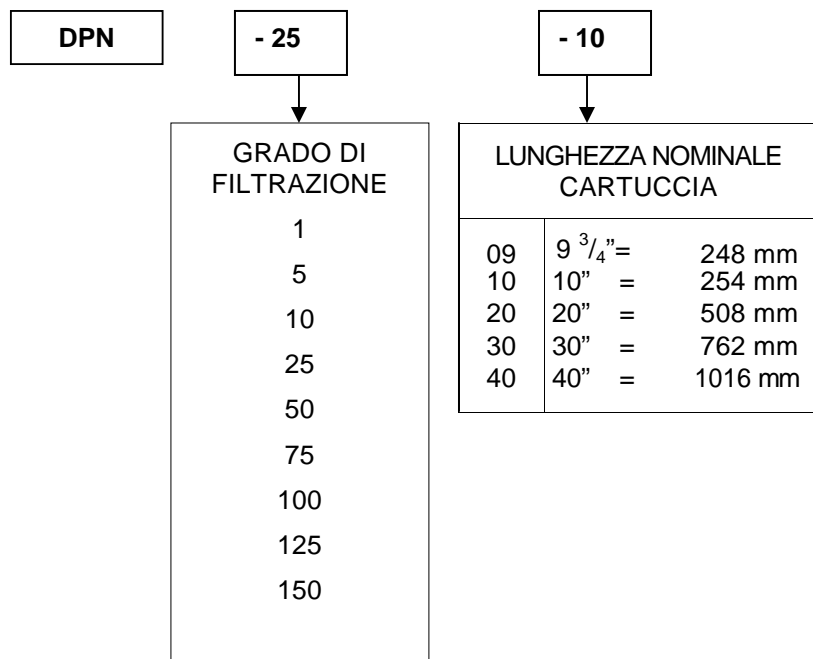 DPN - 25 - 10
GRADO DI
FILTRAZIONE
1
5
10
25
50
75
100
125
150
LUNGHEZZA NOMINALE
CARTUCCIA
09 9 3/4”= 248 mm
10 10” = 254 mm
20 20” = 508 mm
30 30” = 762 mm
40 40” = 1016 mm